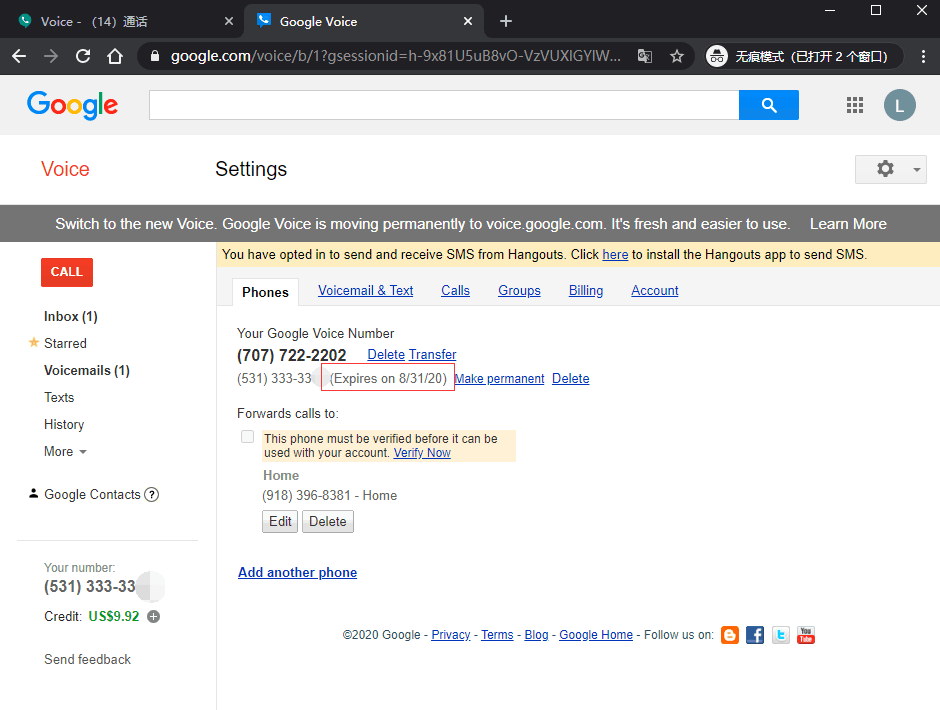 Voice - （14）通话
Google Voice
google.com/voice/b/1?gsessionid=h-9x81U5uB8vO-VzVUXlGYlW...
无痕模式（已打开 2 个窗口）
Google
L
Voice
Settings
Switch to the new Voice. Google Voice is moving permanently to voice.google.com. It's fresh and easier to use. Learn More
CALL
You have opted in to send and receive SMS from Hangouts. Click here to install the Hangouts app to send SMS.
Phones Voicemail & Text Calls Groups Billing Account
Inbox (1)
Starred
Voicemails (1)
Texts
History
More
Google Contacts ?
Your number:
(531) 333-33
Credit: US$9.92
Send feedback
Your Google Voice Number
(707) 722-2202 Delete Transfer
(531) 333-33 (Expires on 8/31/20) Make permanent Delete
Forwards calls to:
This phone must be verified before it can be
used with your account. Verify Now
Home
(918) 396-8381 - Home
Edit Delete
Add another phone
©2020 Google - Privacy - Terms - Blog - Google Home - Follow us on:
You Tube